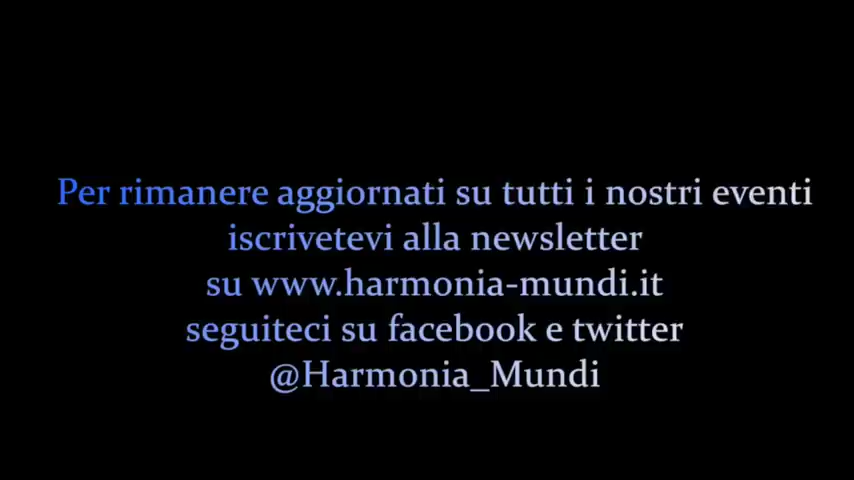 Per rimanere aggiornati su tutti i nostri eventi
iscrivetevi alla newsletter
su www.harmonia-mundi.it
seguiteci su facebook e twitter
@Harmonia_Mundi